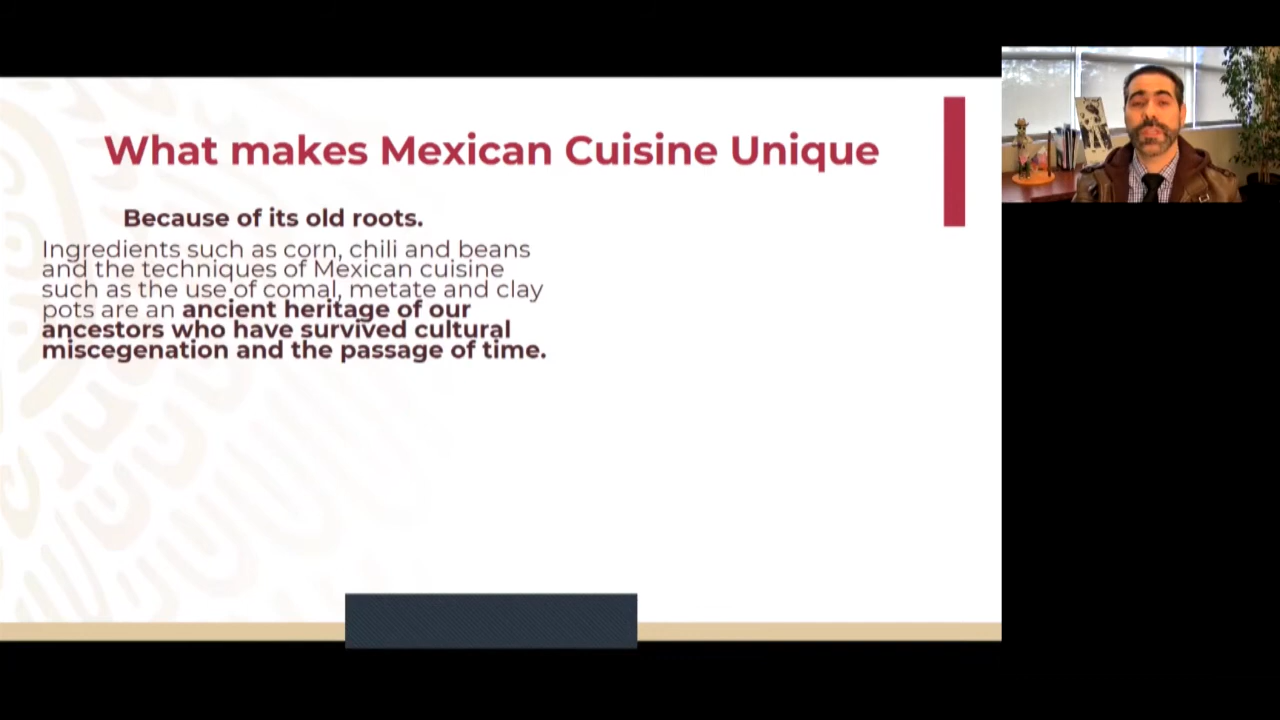 What makes Mexican Cuisine Unique
Because of its old roots.
Ingredients such as corn, chili and beans
and the techniques of Mexican cuisine
such as the use of comal, metate and clay
pots are an ancient heritage of our
ancestors who have survived cultural
miscegenation and the passage of time.